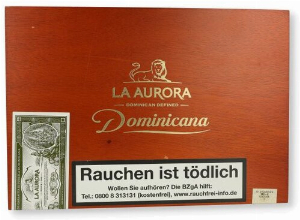 LA AURORA
DOMINICAN DEFINED
Dominicana
Rauchen ist tödlich
Wollen Sie aufhören? Die BZgA hilft:
Tel.: 0800 8 313131 (kostenfrei), www.rauchfrei-info.de